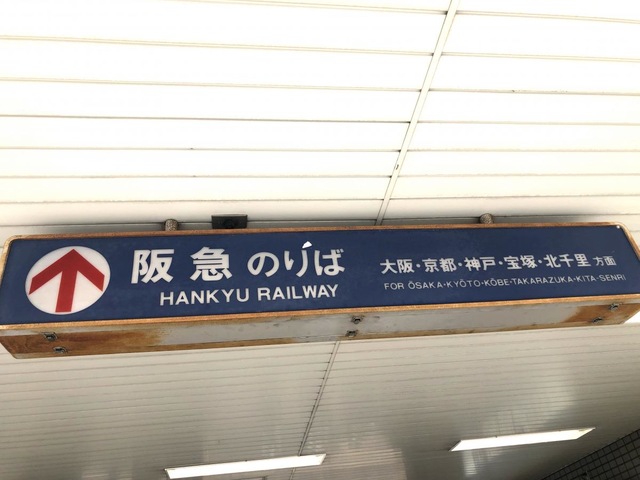 阪急 のりば
HANKYU RAILWAY
大阪・京都・神戸・宝塚・北千里 方面
FOR ŌSAKA・KYŌTO・KŌBE・TAKARAZUKA・KITA-SENRI